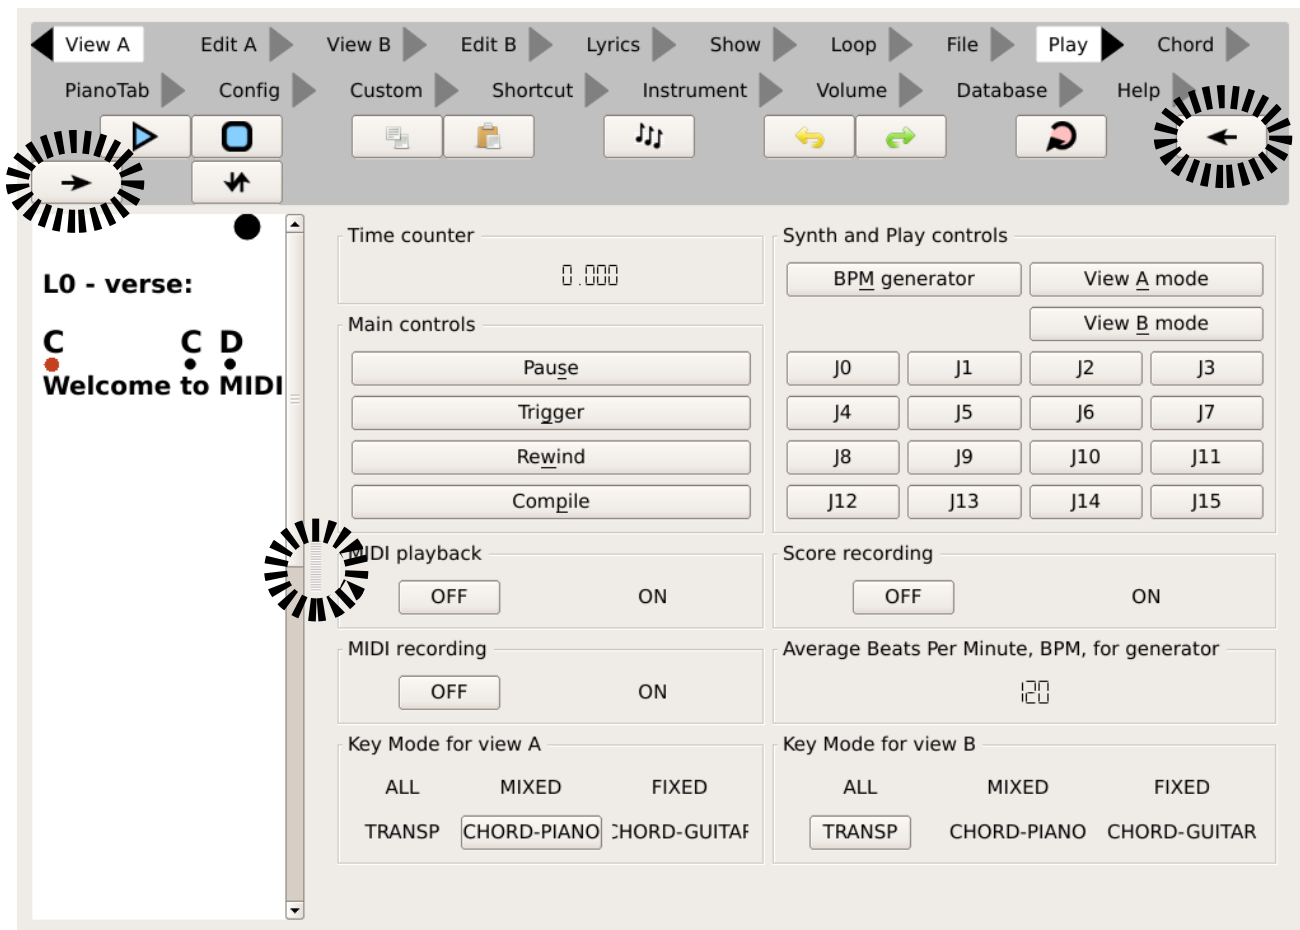 View A Edit A View B Edit B Lyrics Show Loop File Play Chord
PianoTab Config Custom Shortcut Instrument Volume Database Help
L0 - verse:
C C D
Welcome to MIDI
Time counter
0.000
Main controls
Pause
Trigger
Rewind
Compile
Synth and Play controls
BPM generator View A mode
View B mode
J0 J1 J2 J3
J4 J5 J6 J7
J8 J9 J10 J11
J12 J13 J14 J15
MIDI playback
OFF ON
Score recording
OFF ON
MIDI recording
OFF ON
Average Beats Per Minute, BPM, for generator
120
Key Mode for view A
ALL MIXED FIXED
TRANSP CHORD-PIANO CHORD-GUITAR
Key Mode for view B
ALL MIXED FIXED
TRANSP CHORD-PIANO CHORD-GUITAR